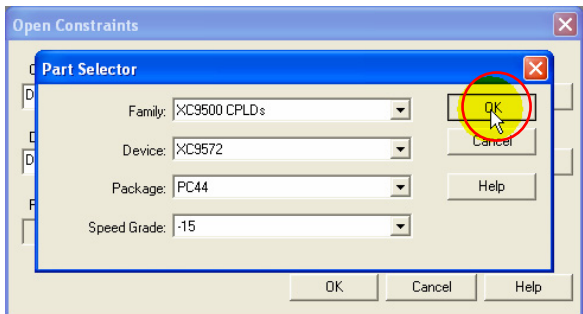 Open Constraints
Part Selector
Family: XC9500 CPLDs
OK
Device: XC9572
Cancel
Package: PC44
Help
Speed Grade: -15
OK Cancel Help